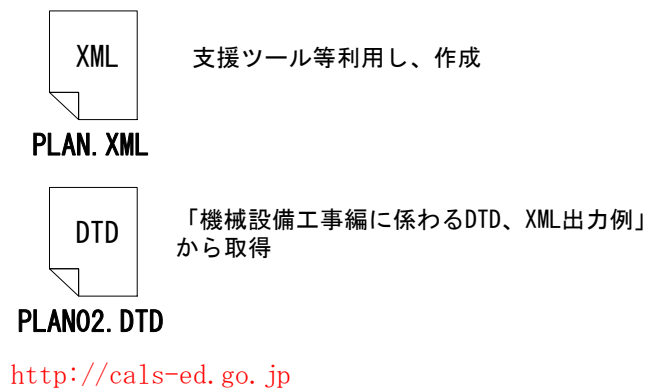 XML
支援ツール等利用し、作成
PLAN.XML
DTD
「機械設備工事編に係わるDTD、XML出力例」
から取得
PLAN02.DTD
http://cals-ed.go.jp